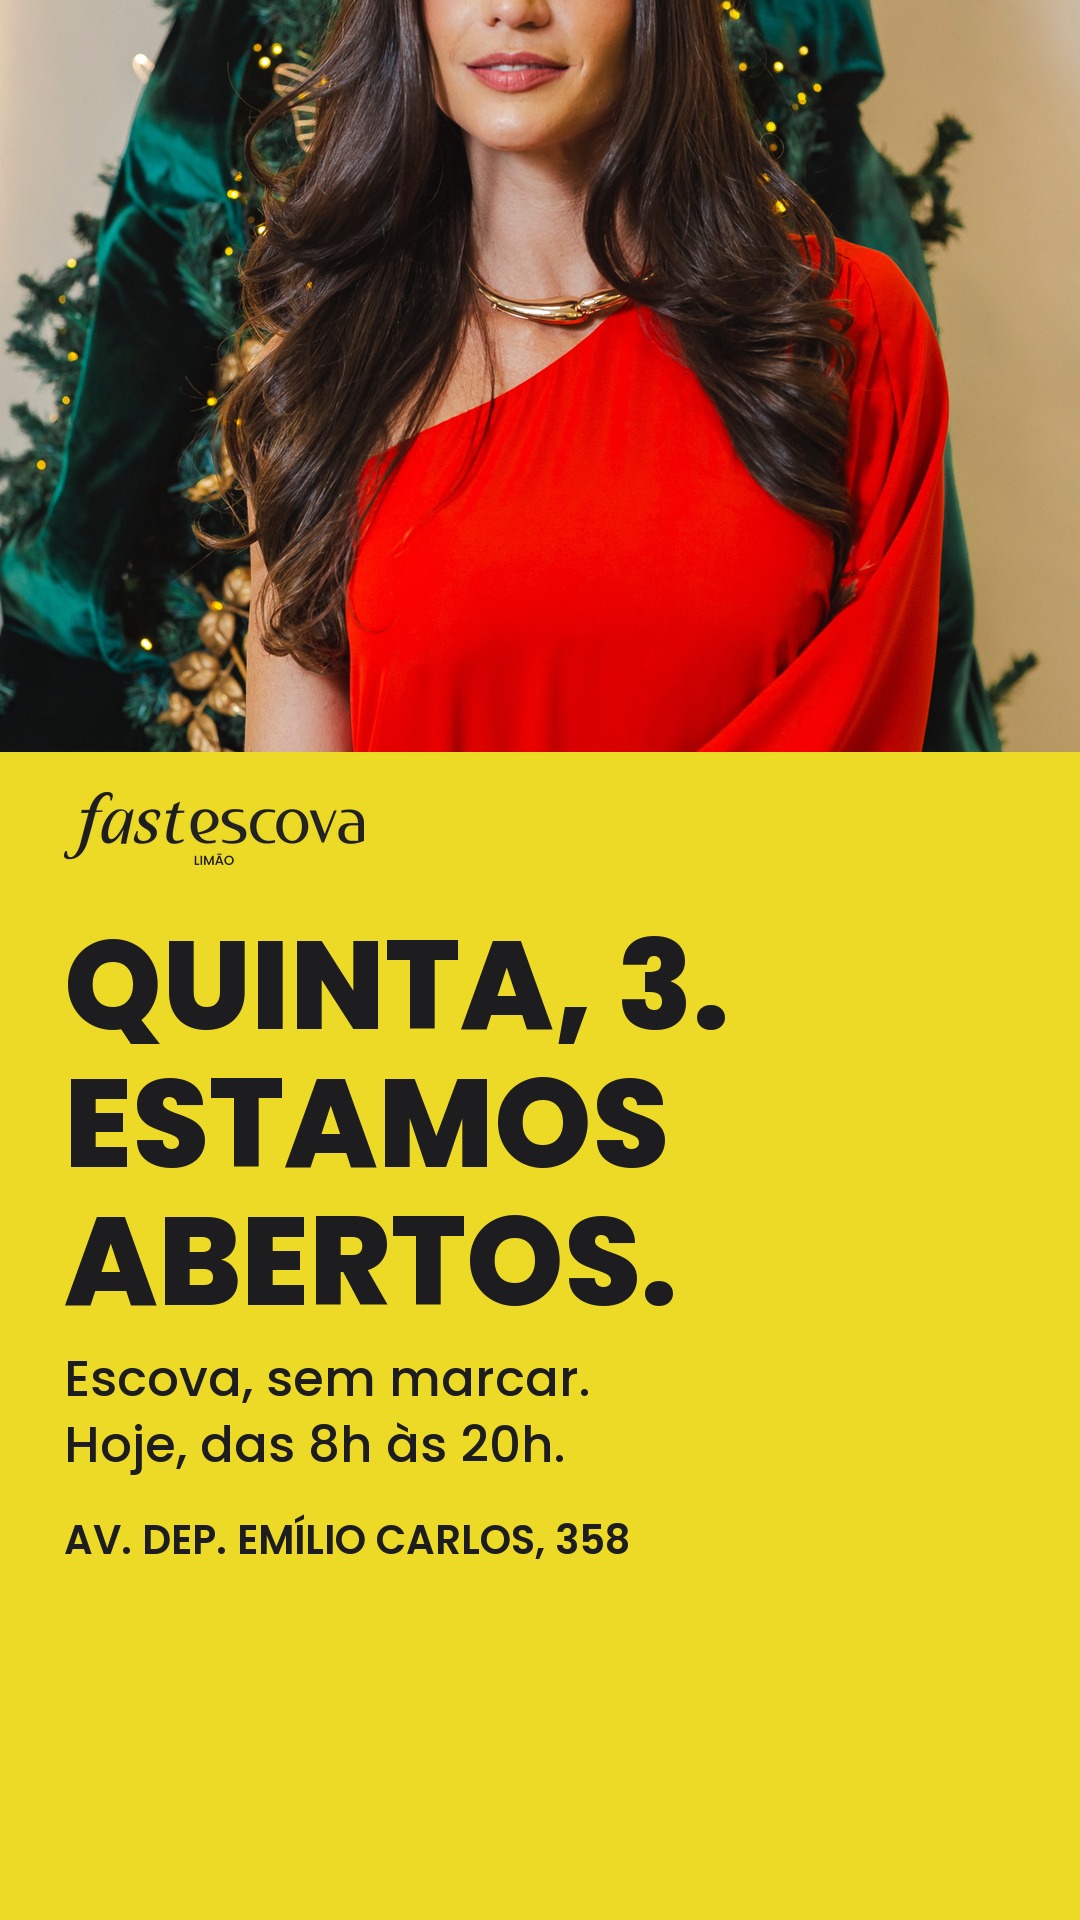 fastescova
LIMÃO
QUINTA, 3.
ESTAMOS
ABERTOS.
Escova, sem marcar.
Hoje, das 8h às 20h.
AV. DEP. EMÍLIO CARLOS, 358